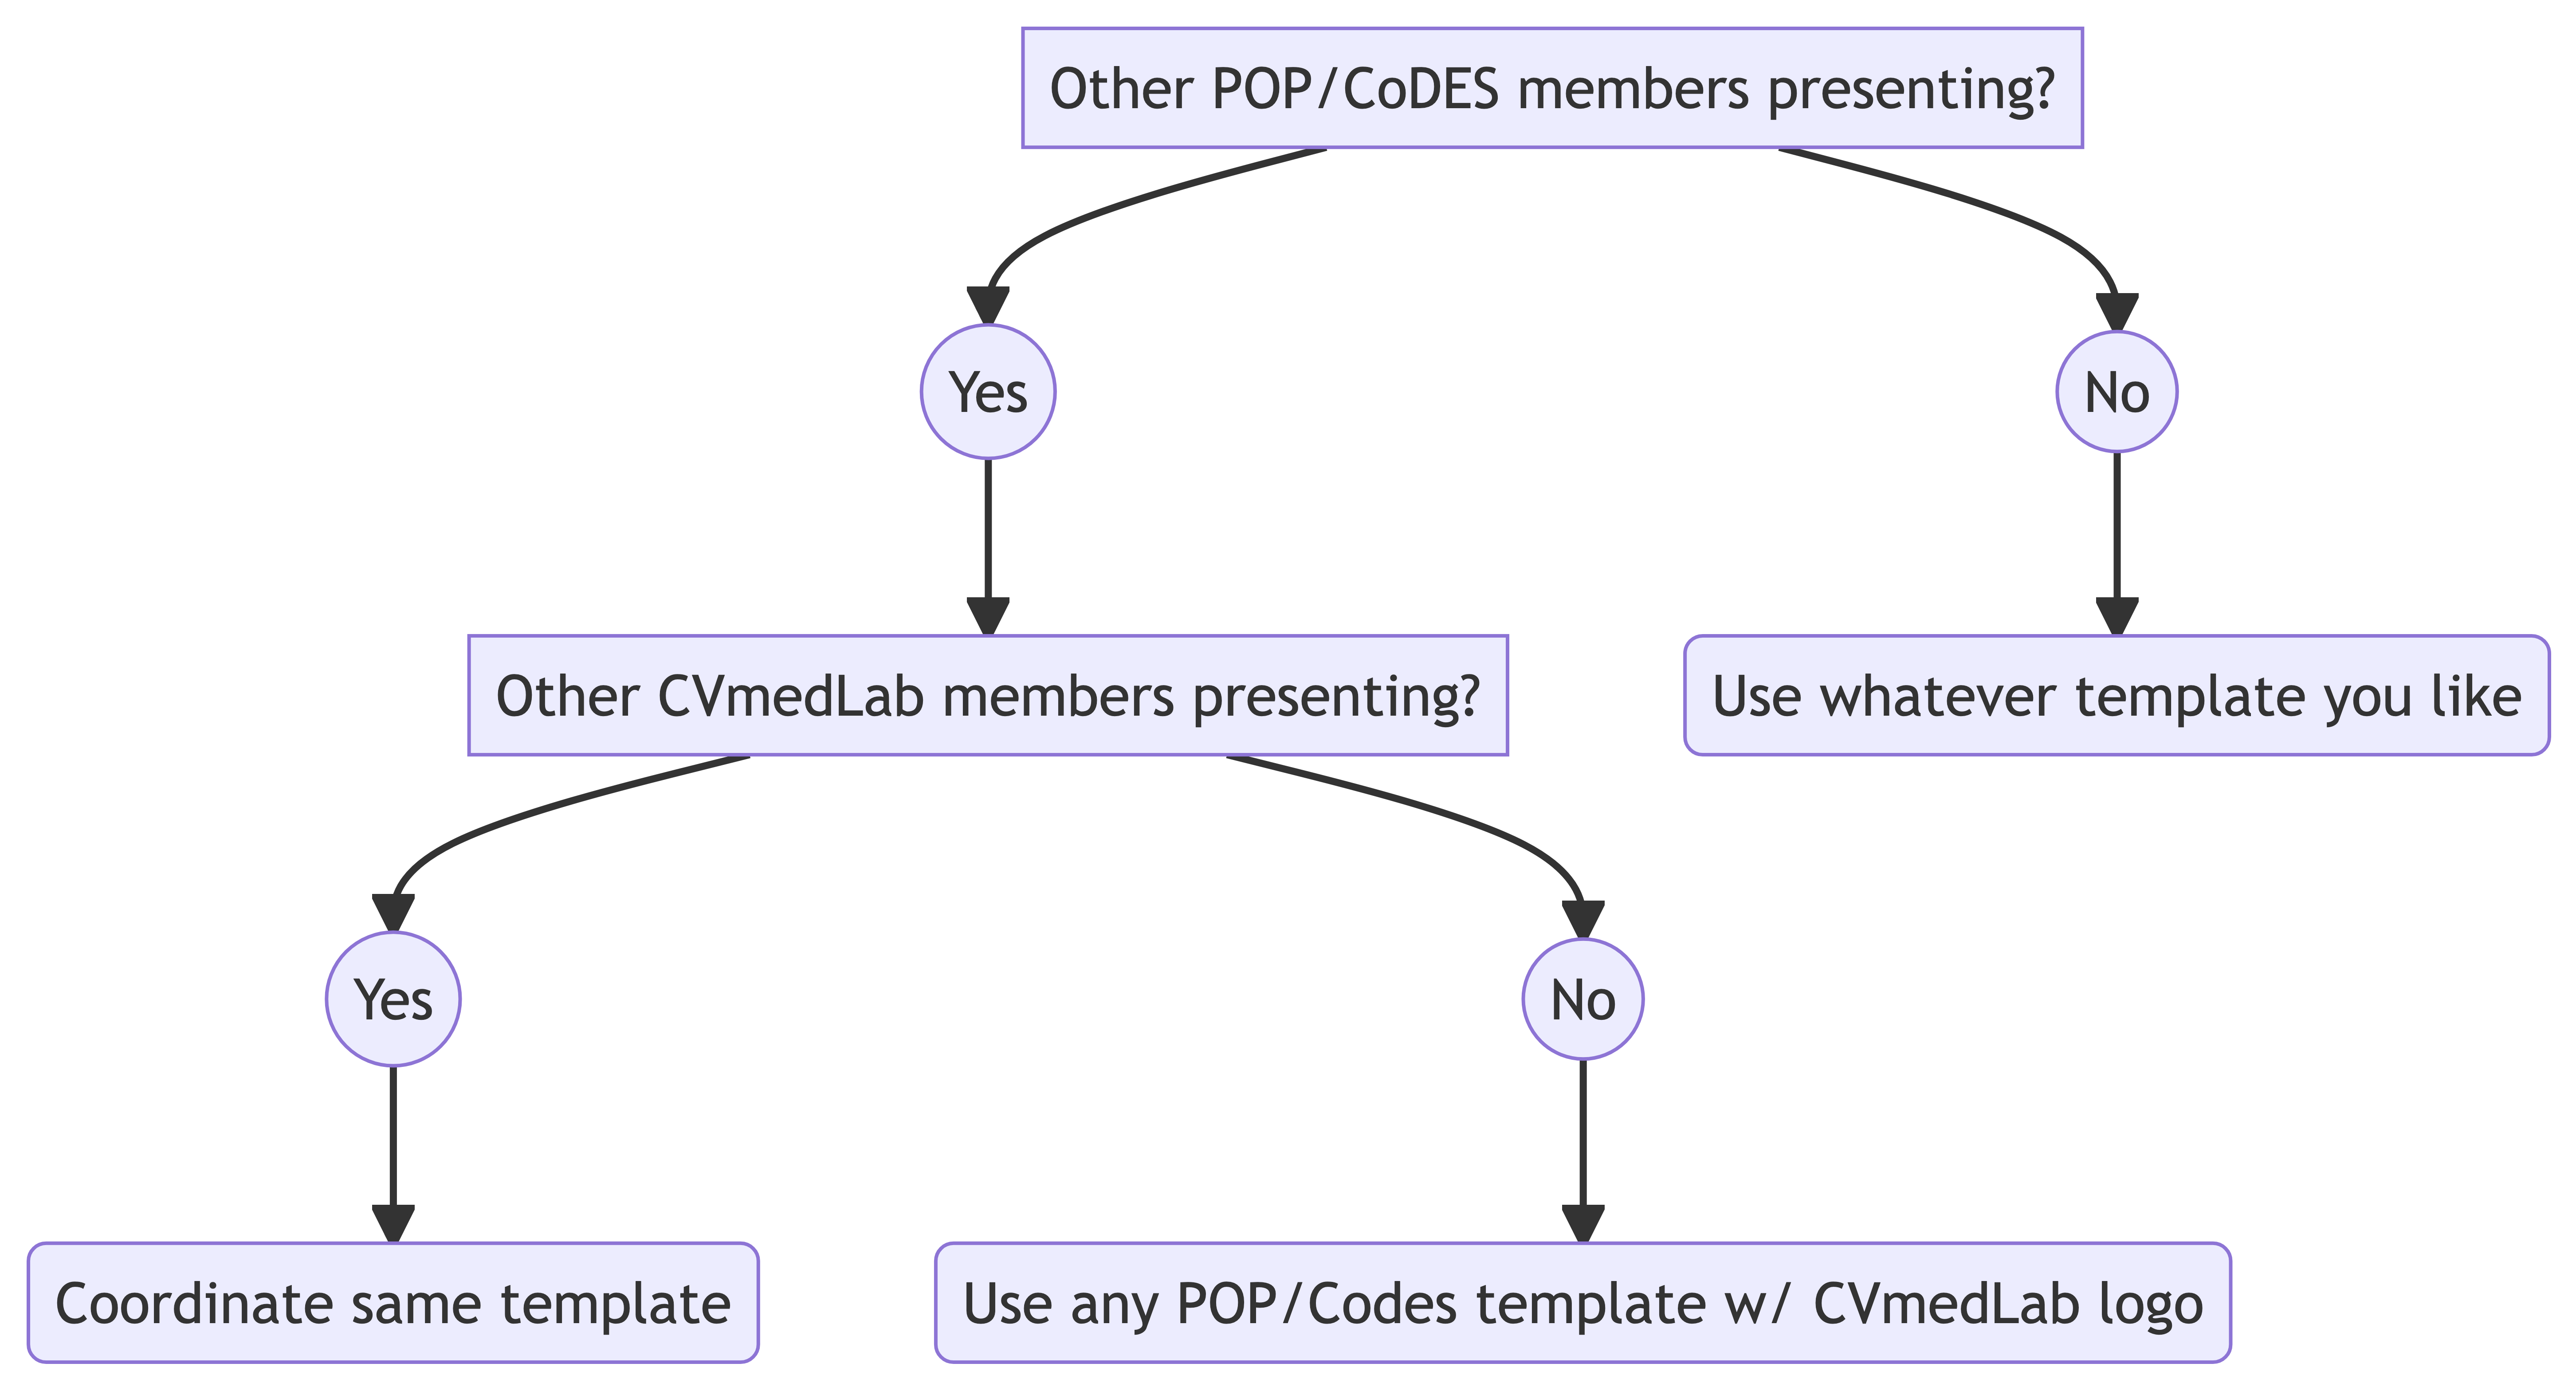 Other POP/CoDES members presenting?
Yes
No
Other CVmedLab members presenting?
Use whatever template you like
Yes
No
Coordinate same template
Use any POP/Codes template w/ CVmedLab logo